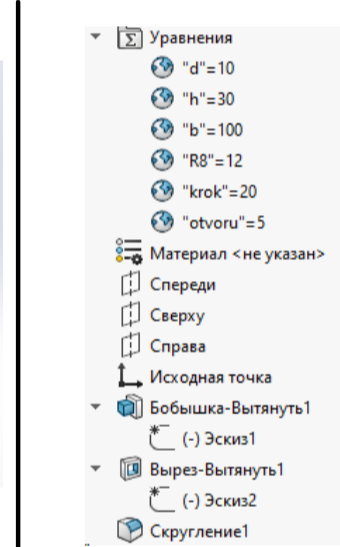 Уравнения
"d"=10
"h"=30
"b"=100
"R8"=12
"krok"=20
"otvoru"=5
Материал <не указан>
Спереди
Сверху
Справа
Исходная точка
Бобышка-Вытянуть1
(-) Эскиз1
Вырез-Вытянуть1
(-) Эскиз2
Скругление1